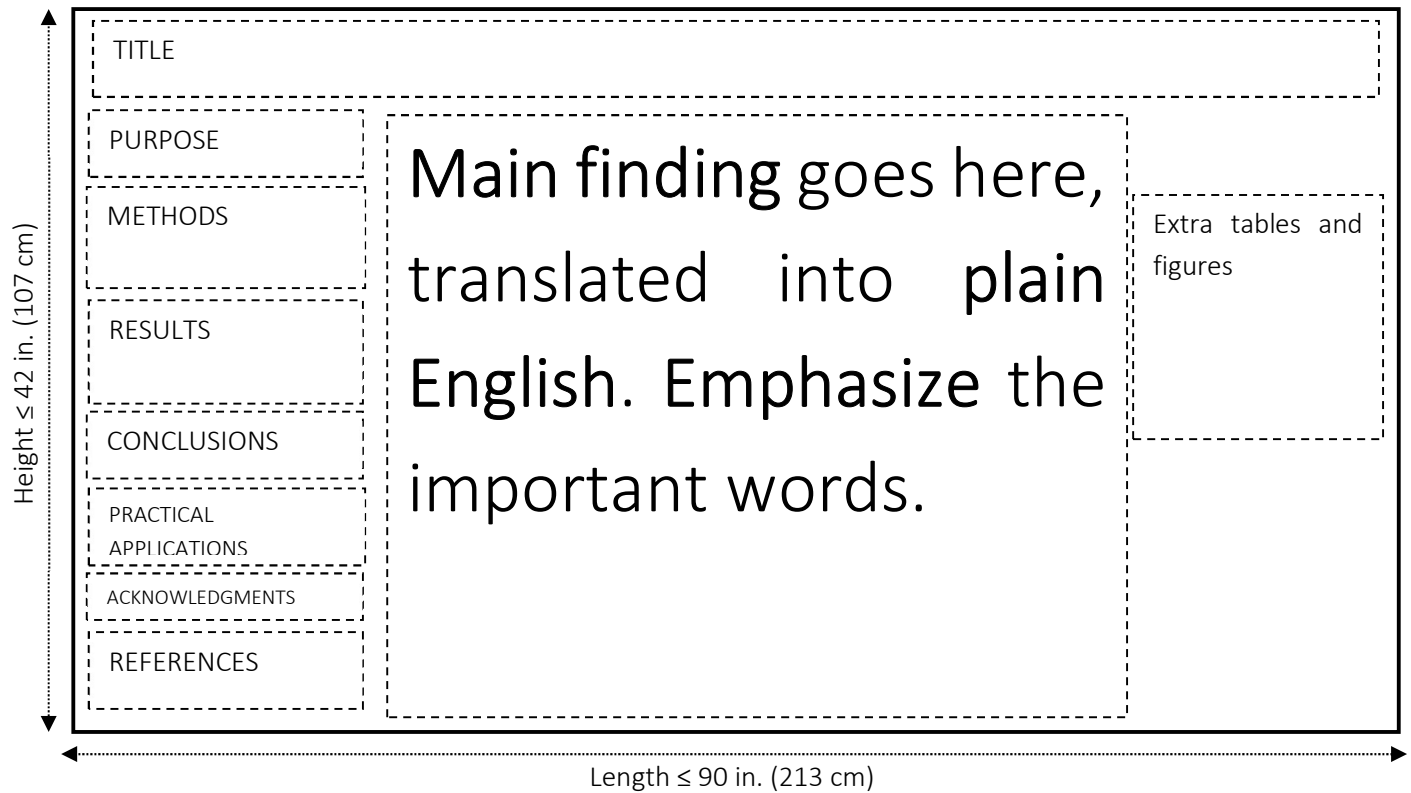 TITLE
PURPOSE
METHODS
RESULTS
CONCLUSIONS
PRACTICAL
APPLICATIONS
ACKNOWLEDGMENTS
REFERENCES
Main finding goes here,
translated into plain
English. Emphasize the
important words.
Extra tables and
figures
Height ≤ 42 in. (107 cm)
Length ≤ 90 in. (213 cm)